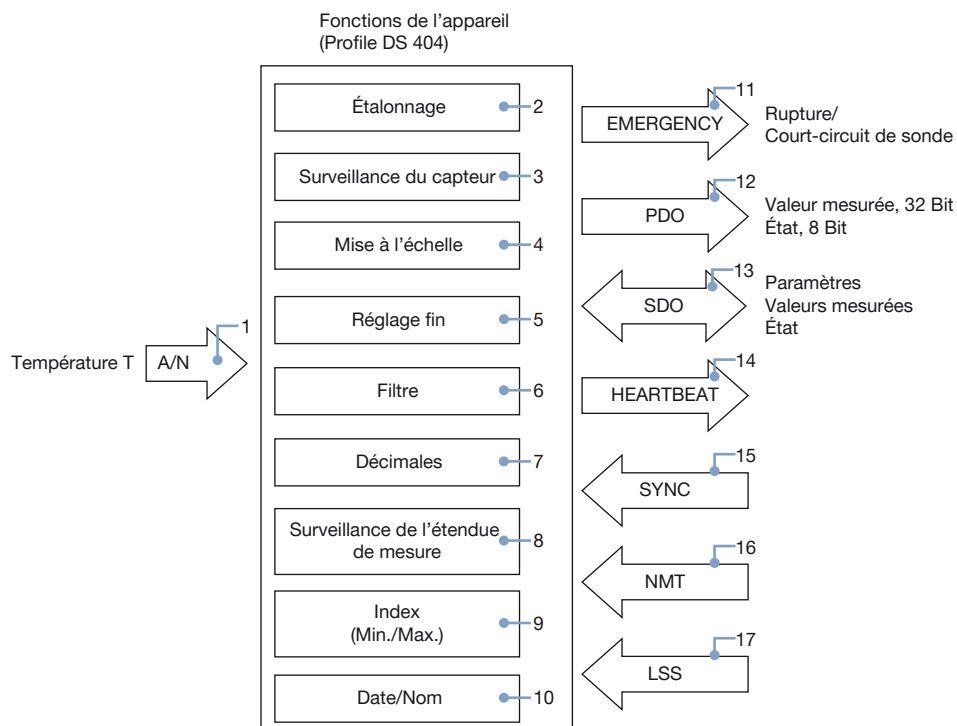 Fonctions de l’appareil
(Profile DS 404)
Température T
A/N
1
Étalonnage
2
Surveillance du capteur
3
Mise à l’échelle
4
Réglage fin
5
Filtre
6
Décimales
7
Surveillance de l’étendue
de mesure
8
Index
(Min./Max.)
9
Date/Nom
10
EMERGENCY
11
Rupture/
Court-circuit de sonde
PDO
12
Valeur mesurée, 32 Bit
État, 8 Bit
SDO
13
Paramètres
Valeurs mesurées
État
HEARTBEAT
14
SYNC
15
NMT
16
LSS
17